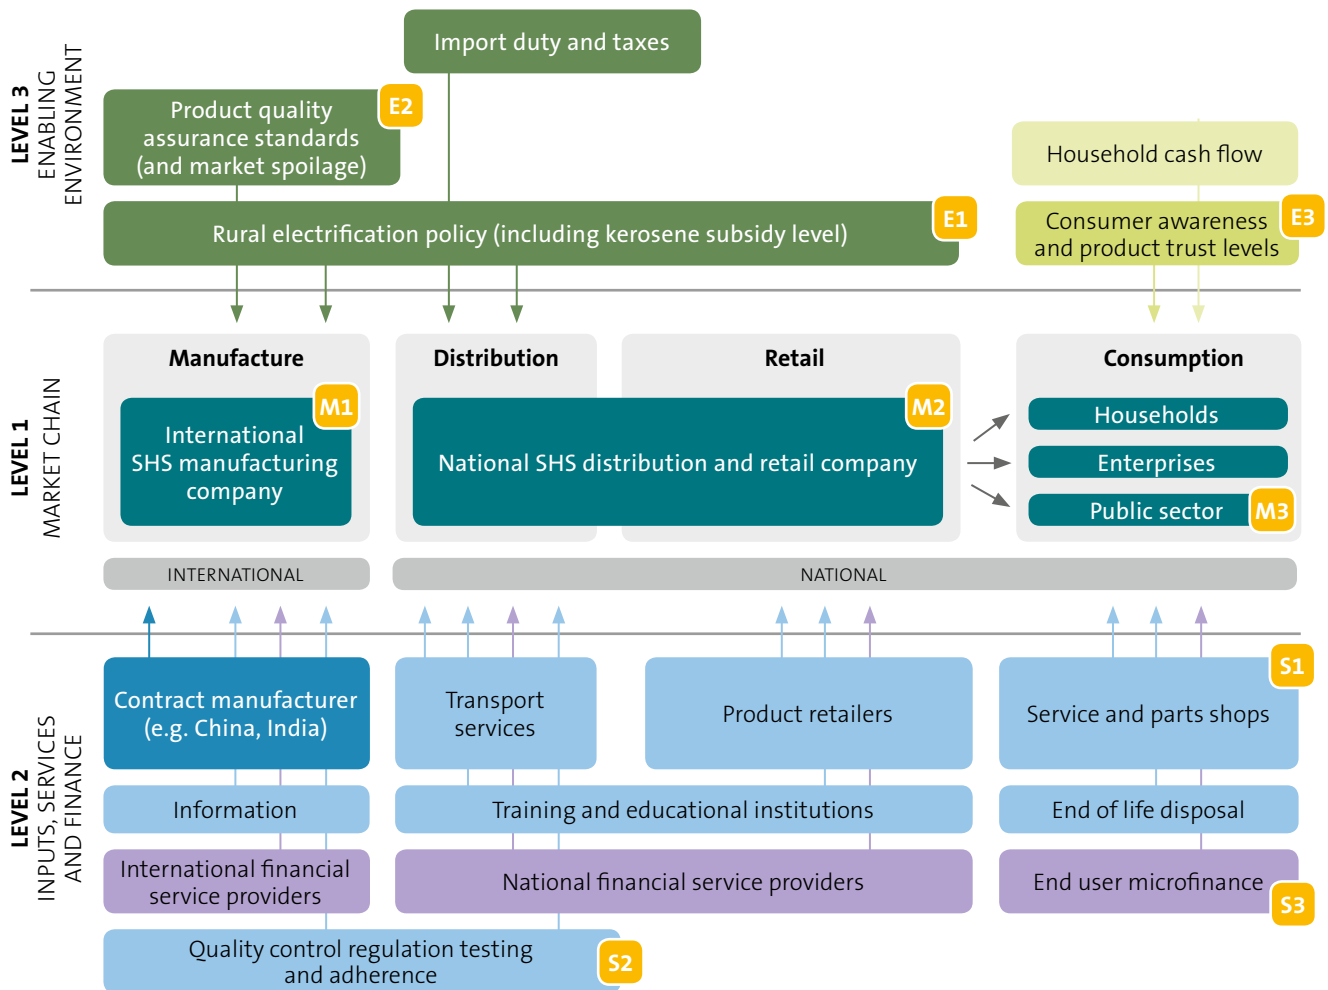 LEVEL 3
ENABLING
ENVIRONMENT
Import duty and taxes
Product quality
assurance standards
(and market spoilage)
E2
Household cash flow
Rural electrification policy (including kerosene subsidy level)
E1
Consumer awareness
and product trust levels
E3
LEVEL 1
MARKET CHAIN
Manufacture
Distribution
Retail
Consumption
International
SHS manufacturing
company
M1
National SHS distribution and retail company
M2
Households
Enterprises
Public sector
M3
INTERNATIONAL
NATIONAL
LEVEL 2
INPUTS, SERVICES
AND FINANCE
Contract manufacturer
(e.g. China, India)
Transport
services
Product retailers
Service and parts shops
S1
Information
Training and educational institutions
End of life disposal
International financial
service providers
National financial service providers
End user microfinance
S3
Quality control regulation testing
and adherence
S2